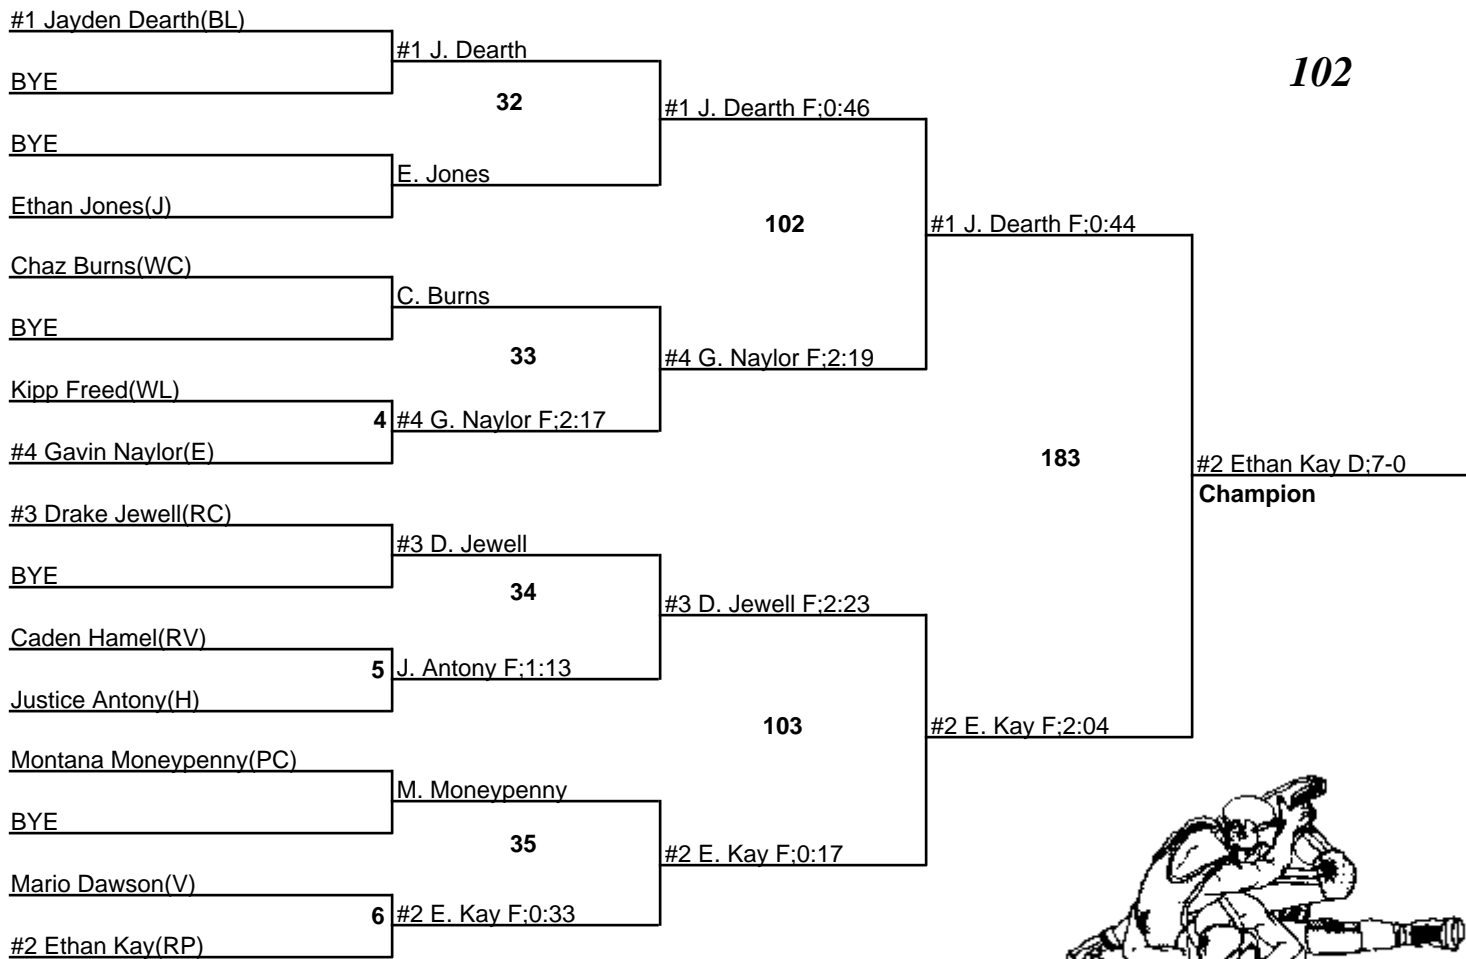 #1 Jayden Dearth(BL)
BYE
BYE
Ethan Jones(J)
Chaz Burns(WC)
BYE
Kipp Freed(WL)
#4 Gavin Naylor(E)
#3 Drake Jewell(RC)
BYE
Caden Hamel(RV)
Justice Antony(H)
Montana Moneypenny(PC)
BYE
Mario Dawson(V)
#2 Ethan Kay(RP)
#1 J. Dearth
32
E. Jones
C. Burns
33
4 #4 G. Naylor F;2:17
#3 D. Jewell
34
5 J. Antony F;1:13
M. Moneypenny
35
6 #2 E. Kay F;0:33
#1 J. Dearth F;0:46
102
#4 G. Naylor F;2:19
#3 D. Jewell F;2:23
103
#2 E. Kay F;0:17
#1 J. Dearth F;0:44
183
#2 E. Kay F;2:04
102
#2 Ethan Kay D;7-0
Champion